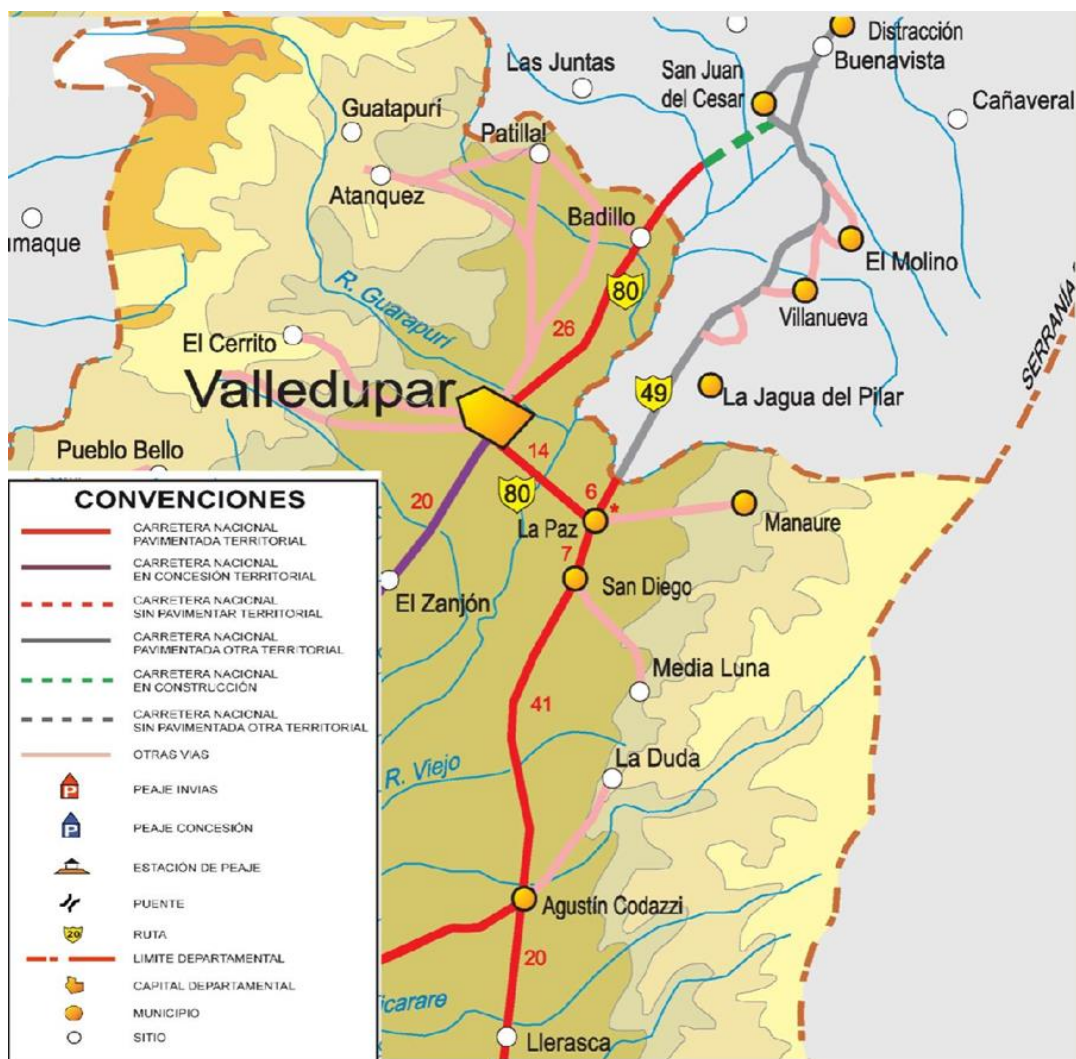 Distracción
Buenavista
San Juan
del Cesar
Las Juntas
Cañaveral
Guatapurí
Patillal
Atanquez
Badillo
El Molino
Villanueva
80
R. Guarapurí
26
El Cerrito
49
La Jagua del Pilar
SERRANÍA
Valledupar
14
Pueblo Bello
20
80
6
*
La Paz
Manaure
7
San Diego
El Zanjón
Media Luna
41
R. Viejo
La Duda
Agustín Codazzi
20
Llerasca
CONVENCIONES
CARRETERA NACIONAL
PAVIMENTADA TERRITORIAL
CARRETERA NACIONAL
EN CONCESIÓN TERRITORIAL
CARRETERA NACIONAL
SIN PAVIMENTAR TERRITORIAL
CARRETERA NACIONAL
PAVIMENTADA OTRA TERRITORIAL
CARRETERA NACIONAL
EN CONSTRUCCIÓN
CARRETERA NACIONAL
SIN PAVIMENTADA OTRA TERRITORIAL
OTRAS VIAS
P
PEAJE INVIAS
P
PEAJE CONCESIÓN
ESTACIÓN DE PEAJE
PUENTE
20
RUTA
LIMITE DEPARTAMENTAL
CAPITAL DEPARTAMENTAL
MUNICIPIO
SITIO